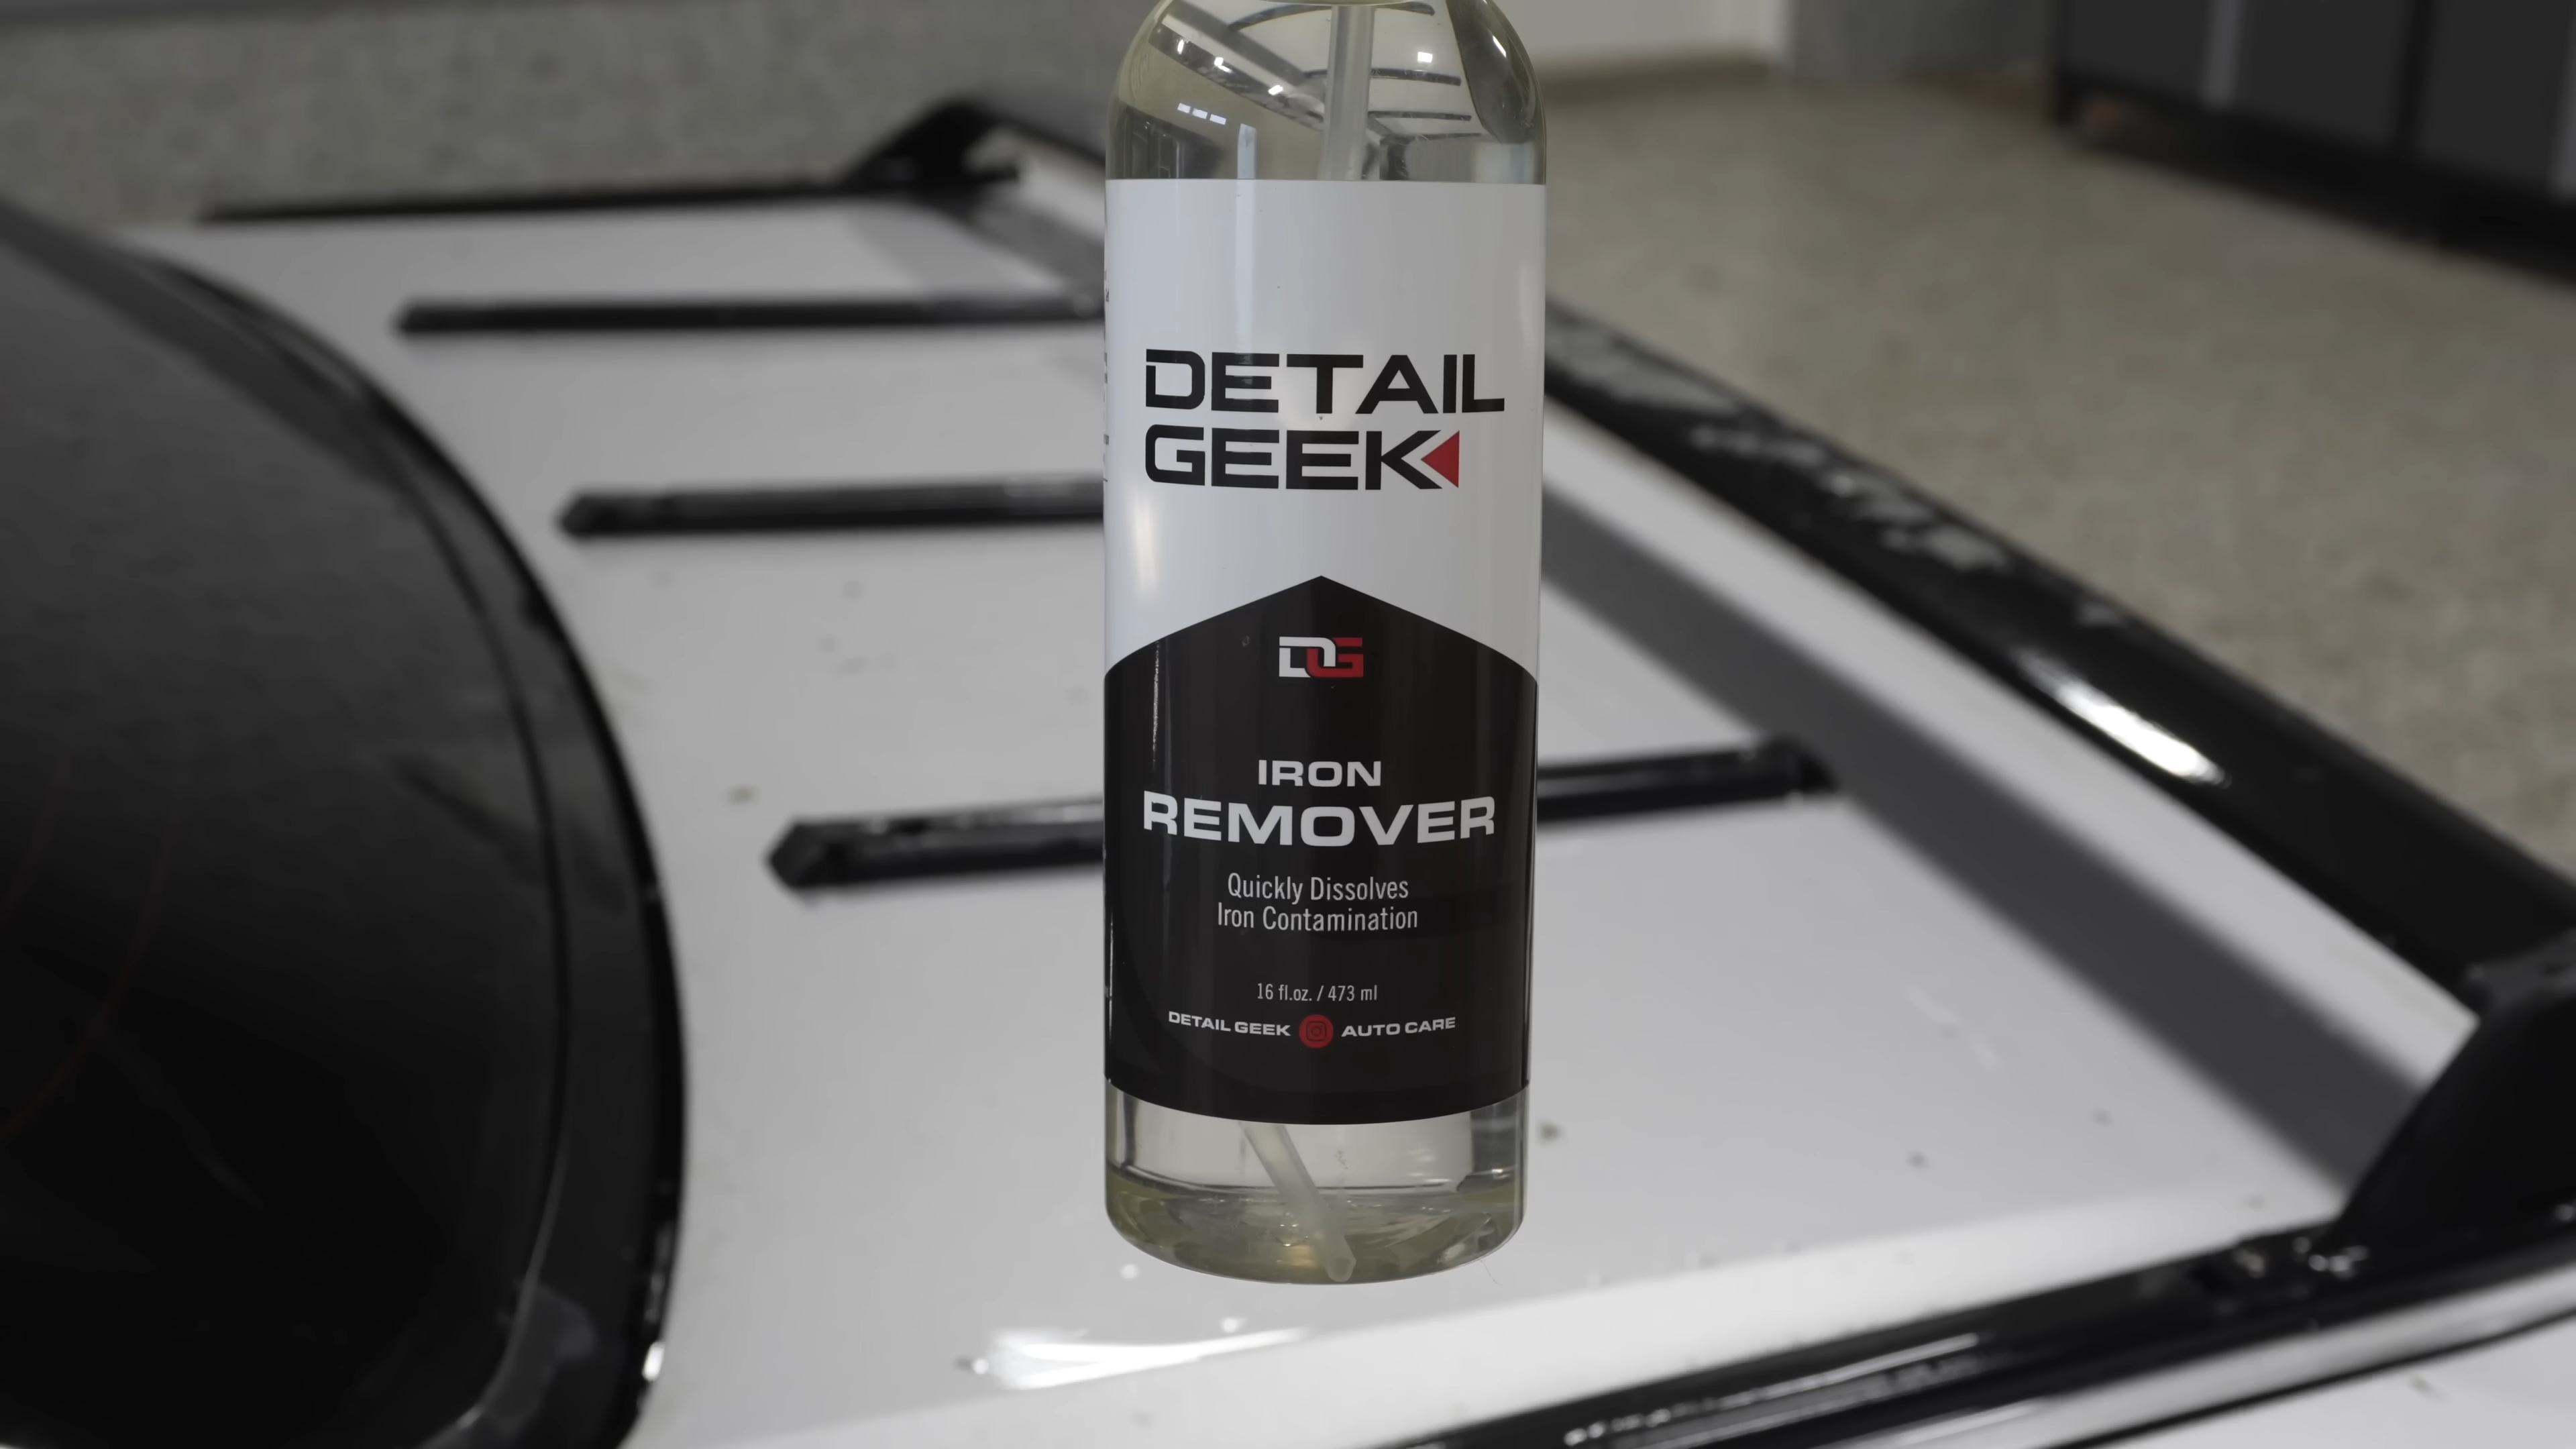 DETAIL
GEEK
DG
IRON
REMOVER
Quickly Dissolves
Iron Contamination
16 fl.oz. / 473 ml
DETAIL GEEK AUTO CARE